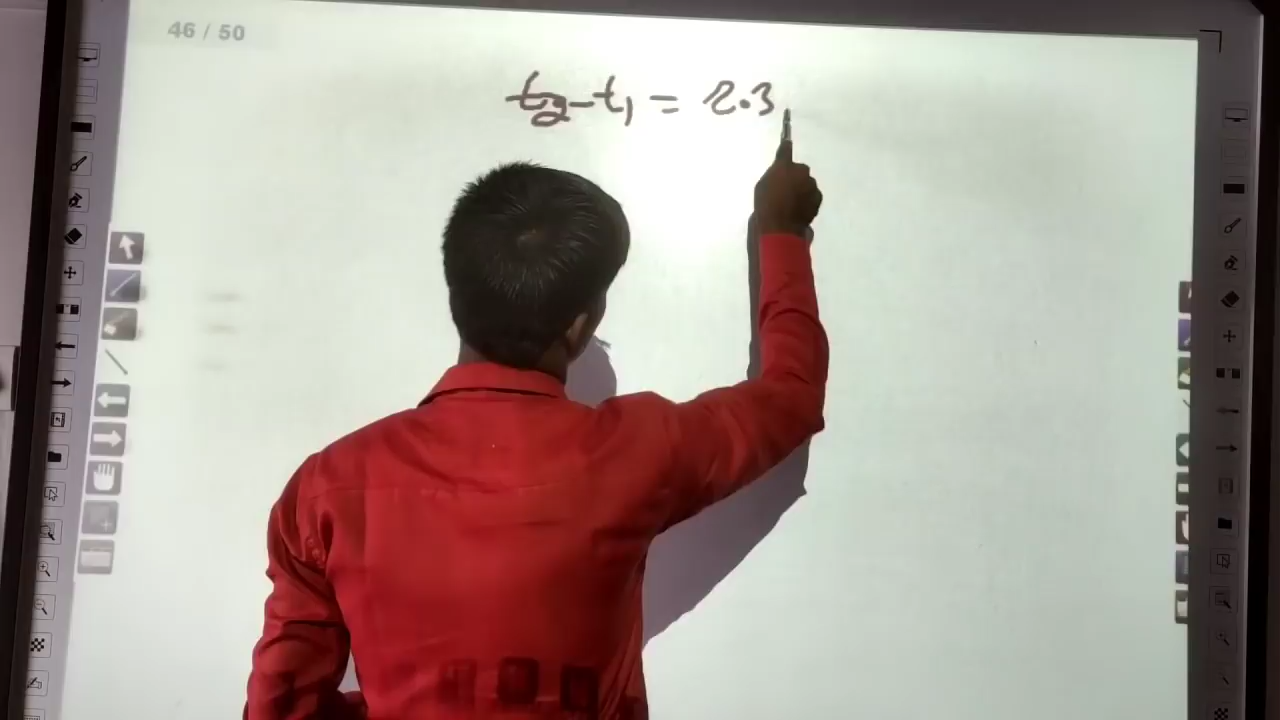 46 / 50
t₂ - t₁ = 2.3